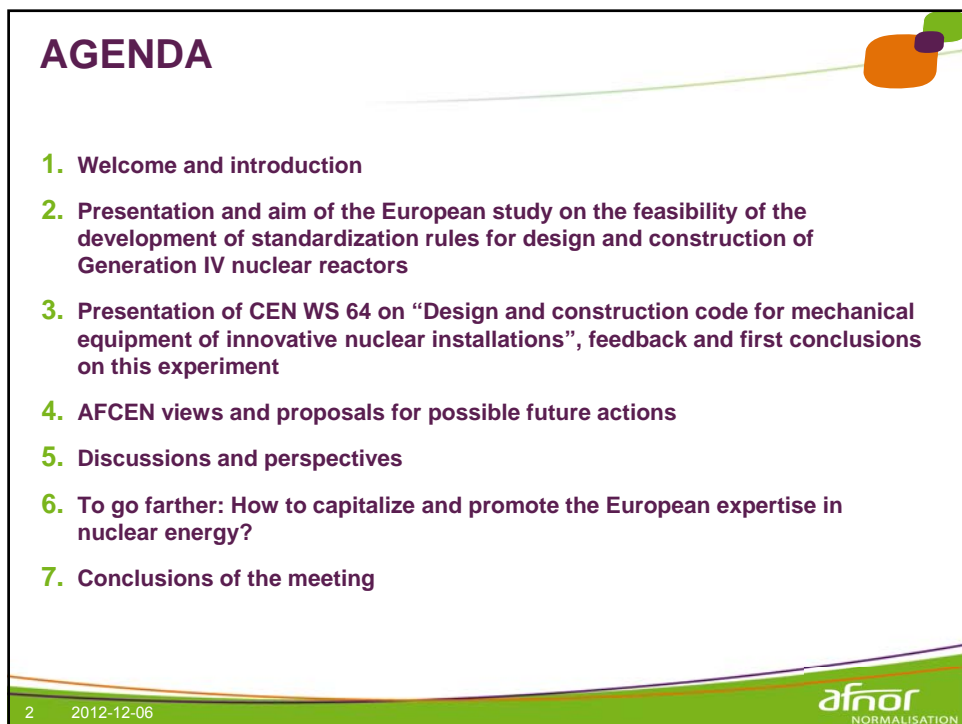 AGENDA
1. Welcome and introduction
2. Presentation and aim of the European study on the feasibility of the
development of standardization rules for design and construction of
Generation IV nuclear reactors
3. Presentation of CEN WS 64 on “Design and construction code for mechanical
equipment of innovative nuclear installations”, feedback and first conclusions
on this experiment
4. AFCEN views and proposals for possible future actions
5. Discussions and perspectives
6. To go farther: How to capitalize and promote the European expertise in
nuclear energy?
7. Conclusions of the meeting
2 2012-12-06
afnor
NORMALISATION